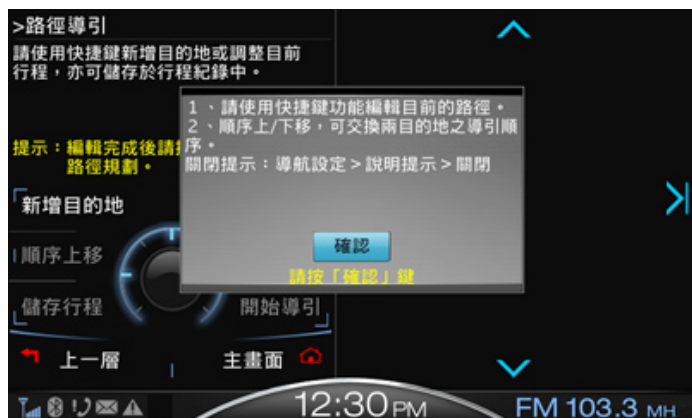 >路徑導引
請使用快捷鍵新增目的地或調整目前
行程，亦可儲存於行程紀錄中。
1、請使用快捷鍵功能編輯目前的路徑。
2、順序上/下移，可交換兩目的地之導引順
序。
關閉提示：導航設定>說明提示>關閉
提示：編輯完成後請
路徑規劃。
新增目的地
確認
順序上移
請按「確認」鍵
儲存行程
開始導引
上一層
主畫面
12:30 PM
FM 103.3 MH